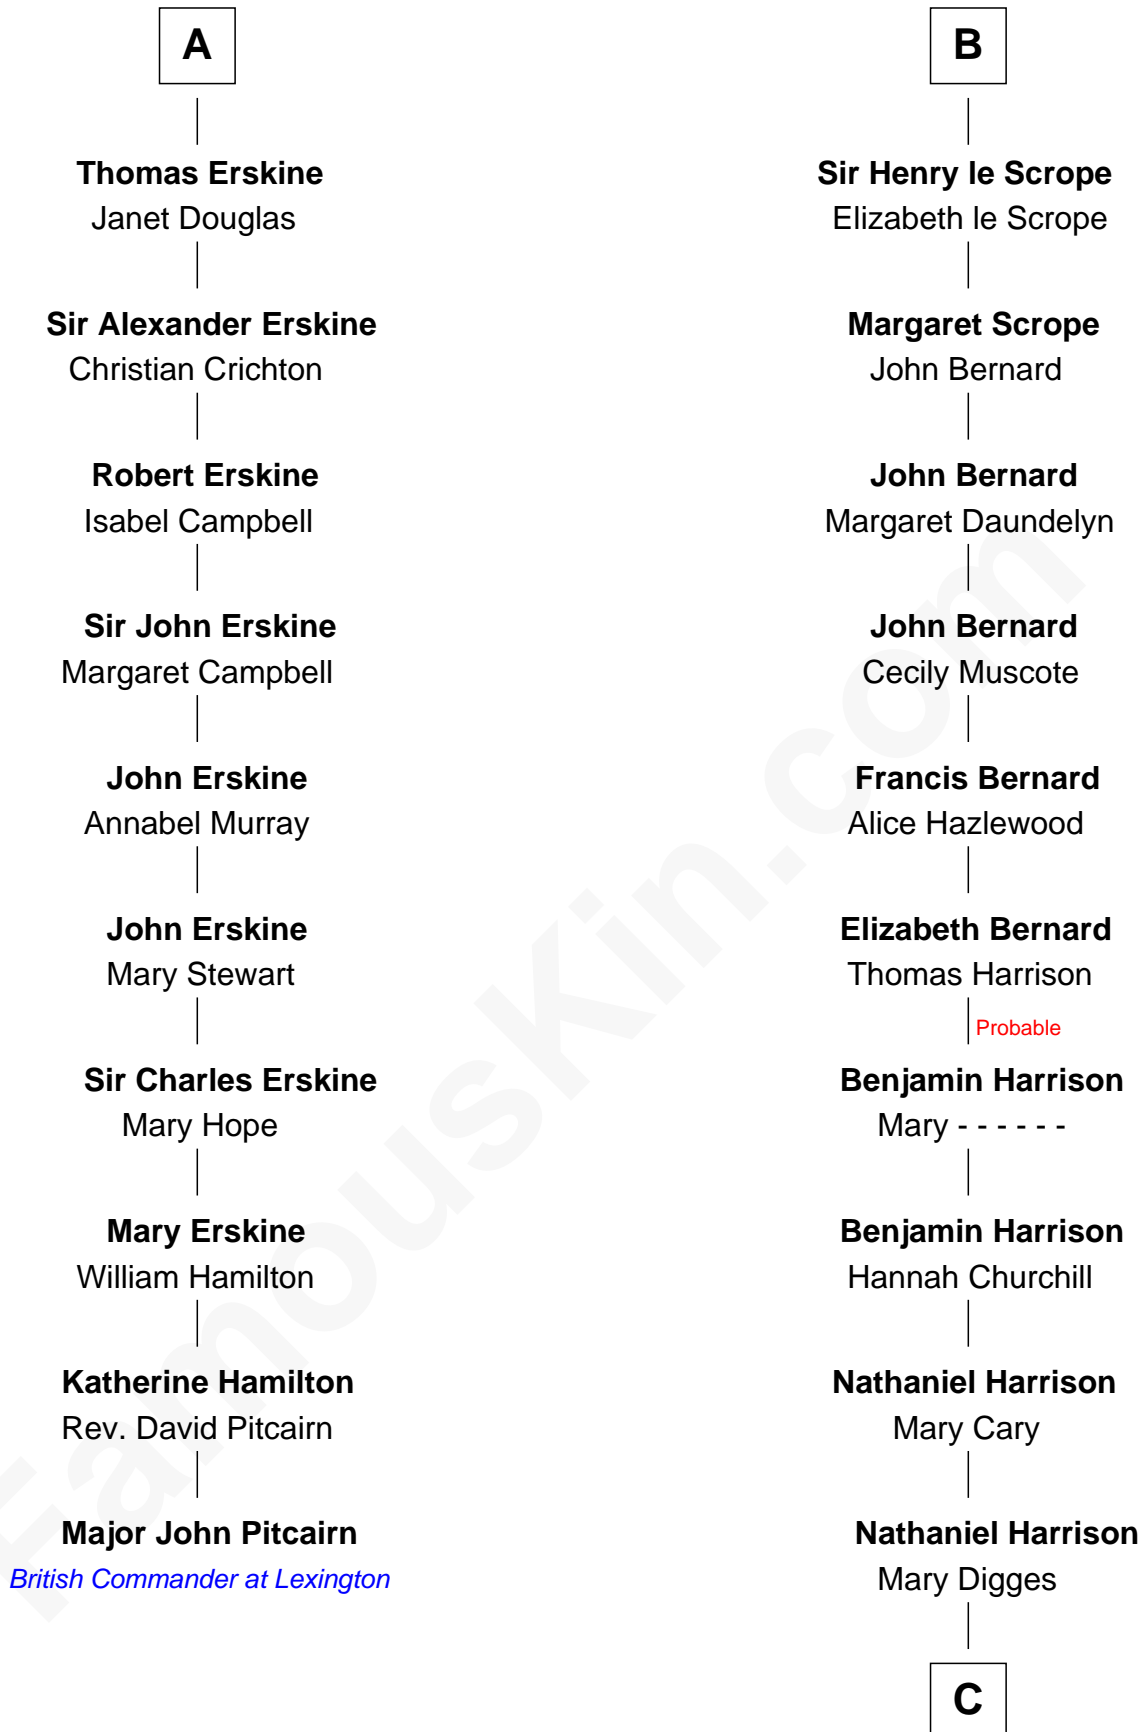 A
Thomas Erskine
Janet Douglas
Sir Alexander Erskine
Christian Crichton
Robert Erskine
Isabel Campbell
Sir John Erskine
Margaret Campbell
John Erskine
Annabel Murray
John Erskine
Mary Stewart
Sir Charles Erskine
Mary Hope
Mary Erskine
William Hamilton
Katherine Hamilton
Rev. David Pitcairn
Major John Pitcairn
British Commander at Lexington
B
Sir Henry le Scrope
Elizabeth le Scrope
Margaret Scrope
John Bernard
John Bernard
Margaret Daundelyn
John Bernard
Cecily Muscote
Francis Bernard
Alice Hazlewood
Elizabeth Bernard
Thomas Harrison
Probable
Benjamin Harrison
Mary - - - - - -
Benjamin Harrison
Hannah Churchill
Nathaniel Harrison
Mary Cary
Nathaniel Harrison
Mary Digges
C
FamousKin.com